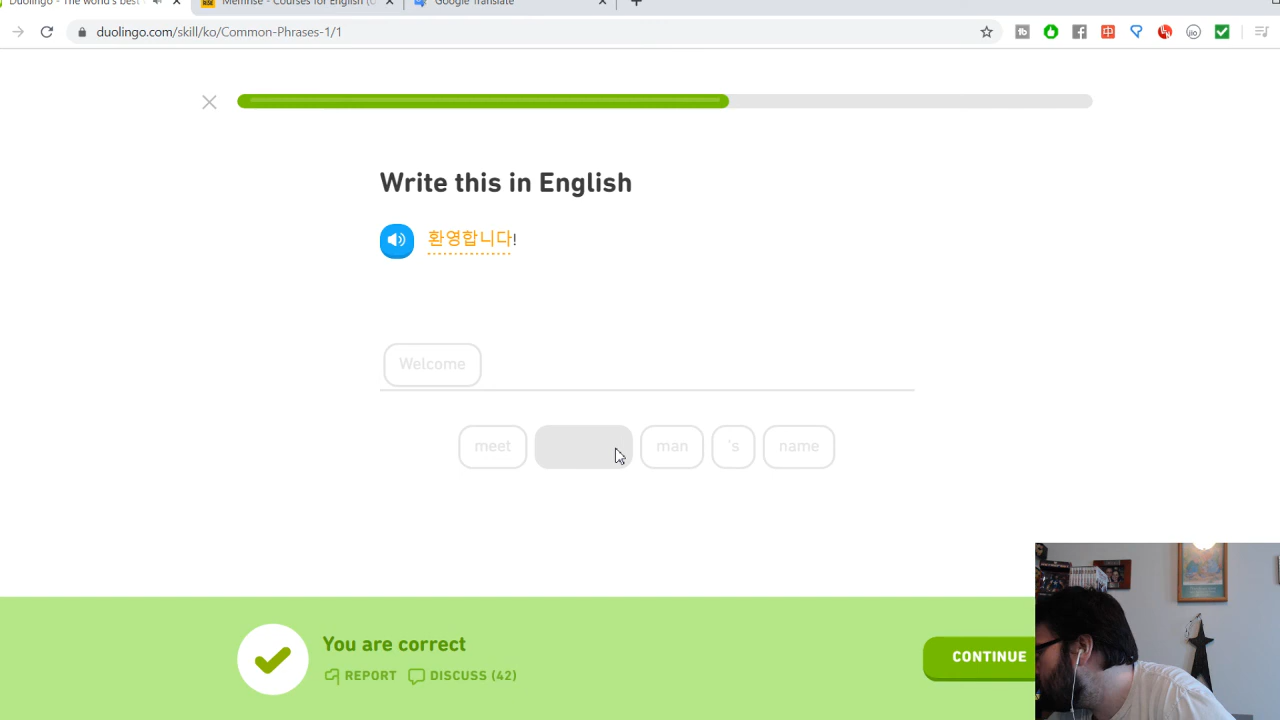 Duolingo - The world's best
Memrise - Courses for English (
Google Translate
duolingo.com/skill/ko/Common-Phrases-1/1
Write this in English
환영합니다!
Welcome
meet
man
's
name
You are correct
REPORT
DISCUSS (42)
CONTINUE